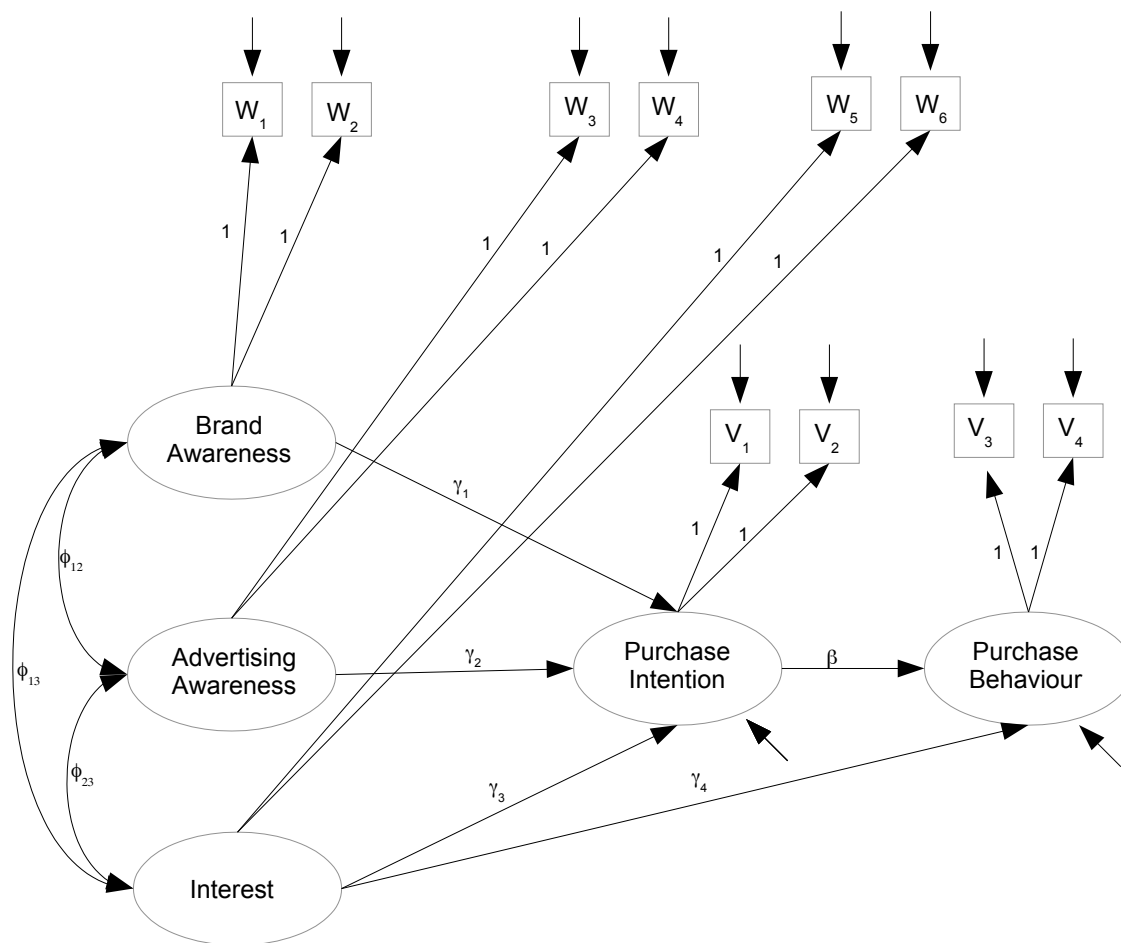 W1 W2 W3 W4 W5 W6
1 1 1 1 1 1
V1 V2 V3 V4
Brand
Awareness
γ1
1 1 1 1
ϕ12
Advertising
Awareness
γ2
Purchase
Intention
β
Purchase
Behaviour
ϕ13
ϕ23
γ3
γ4
Interest